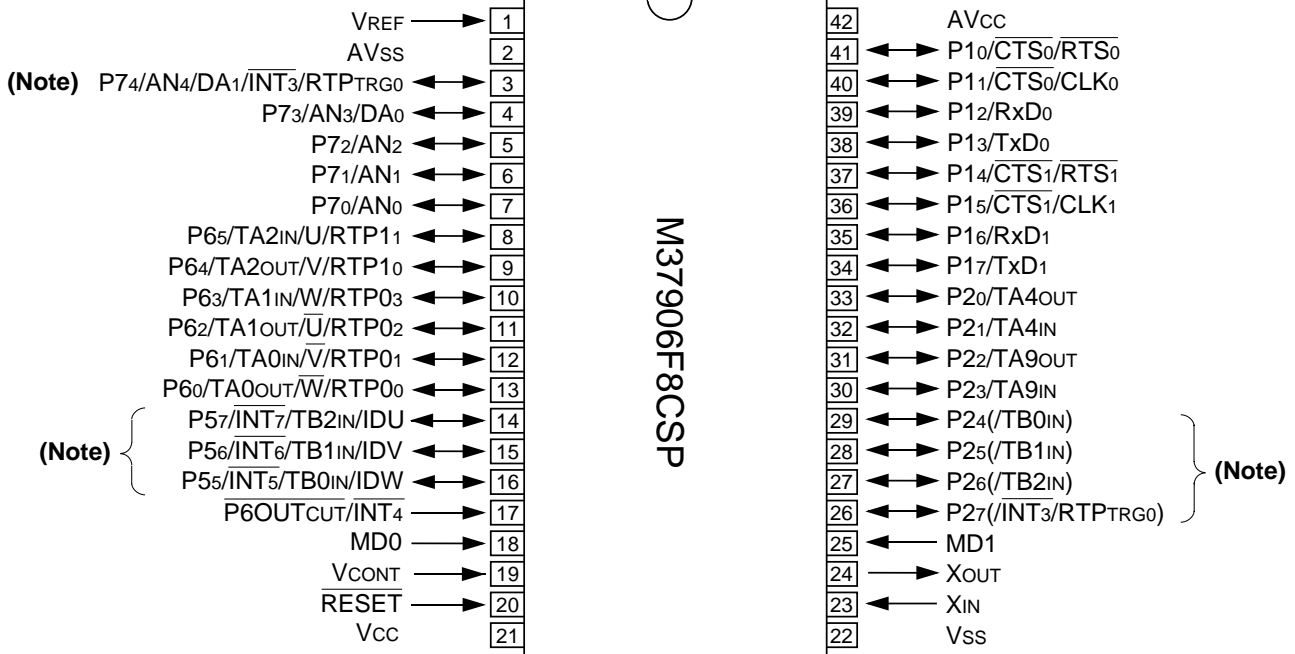 VREF 1
AVSS 2
(Note) P74/AN4/DA1/INT3/RTPTRG0 3
P73/AN3/DA0 4
P72/AN2 5
P71/AN1 6
P70/AN0 7
P65/TA2IN/U/RTP11 8
P64/TA2OUT/V/RTP10 9
P63/TA1IN/W/RTP03 10
P62/TA1OUT/U/RTP02 11
P61/TA0IN/V/RTP01 12
P60/TA0OUT/W/RTP00 13
P57/INT7/TB2IN/IDU 14
(Note) P56/INT6/TB1IN/IDV 15
P55/INT5/TB0IN/IDW 16
P6OUTCUT/INT4 17
MD0 18
VCONT 19
RESET 20
VCC 21
M37906F8CSP
42 AVCC
41 P10/CTS0/RTS0
40 P11/CTS0/CLK0
39 P12/RxD0
38 P13/TxD0
37 P14/CTS1/RTS1
36 P15/CTS1/CLK1
35 P16/RxD1
34 P17/TxD1
33 P20/TA4OUT
32 P21/TA4IN
31 P22/TA9OUT
30 P23/TA9IN
29 P24(/TB0IN)
28 P25(/TB1IN)
27 P26(/TB2IN) (Note)
26 P27(/INT3/RTPTRG0)
25 MD1
24 XOUT
23 XIN
22 VSS